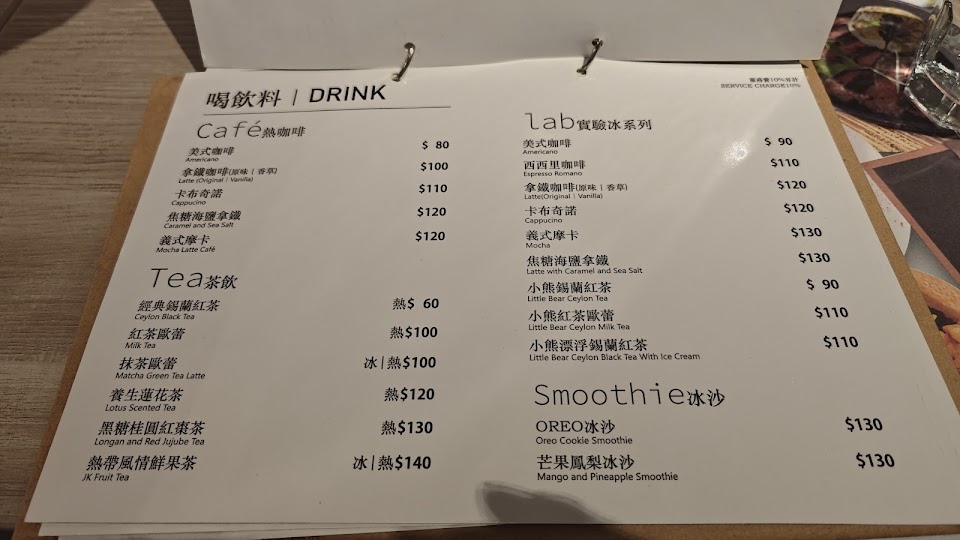 喝飲料 | DRINK
服務費10%另計
SERVICE CHARGE10%
Café熱咖啡
美式咖啡 $ 80
Americano
拿鐵咖啡(原味 | 香草) $100
Latte (Original | Vanilla)
卡布奇諾 $110
Cappucino
焦糖海鹽拿鐵 $120
Caramel and Sea Salt
義式摩卡 $120
Mocha Latte Café
Tea茶飲
經典錫蘭紅茶 熱$ 60
Ceylon Black Tea
紅茶歐蕾 熱$100
Milk Tea
抹茶歐蕾 冰|熱$100
Matcha Green Tea Latte
養生蓮花茶 熱$120
Lotus Scented Tea
黑糖桂圓紅棗茶 熱$130
Longan and Red Jujube Tea
熱帶風情鮮果茶 冰|熱$140
JK Fruit Tea
lab實驗冰系列
美式咖啡 $ 90
Americano
西西里咖啡 $110
Espresso Romano
拿鐵咖啡(原味 | 香草) $120
Latte(Original | Vanilla)
卡布奇諾 $120
Cappucino
義式摩卡 $130
Mocha
焦糖海鹽拿鐵 $130
Latte with Caramel and Sea Salt
小熊錫蘭紅茶 $ 90
Little Bear Ceylon Tea
小熊紅茶歐蕾 $110
Little Bear Ceylon Milk Tea
小熊漂浮錫蘭紅茶 $110
Little Bear Ceylon Black Tea With Ice Cream
Smoothie冰沙
OREO冰沙 $130
Oreo Cookie Smoothie
芒果鳳梨冰沙 $130
Mango and Pineapple Smoothie